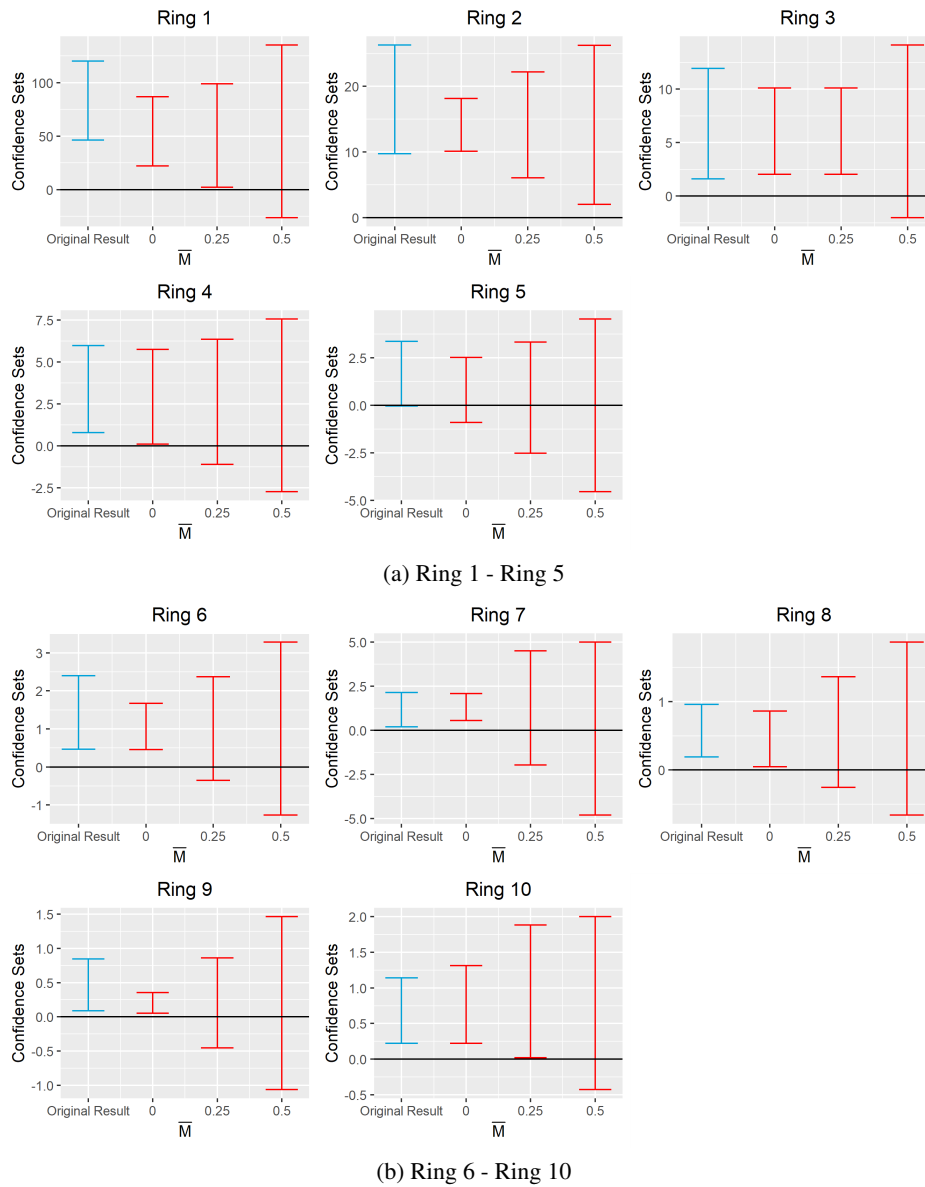 Ring 1
Confidence Sets
100
50
0
Original Result 0 0.25 0.5
M̅
Ring 2
Confidence Sets
20
10
0
Original Result 0 0.25 0.5
M̅
Ring 3
Confidence Sets
10
5
0
Original Result 0 0.25 0.5
M̅
Ring 4
Confidence Sets
7.5
5.0
2.5
0.0
-2.5
Original Result 0 0.25 0.5
M̅
Ring 5
Confidence Sets
2.5
0.0
-2.5
-5.0
Original Result 0 0.25 0.5
M̅
(a) Ring 1 - Ring 5
Ring 6
Confidence Sets
3
2
1
0
-1
Original Result 0 0.25 0.5
M̅
Ring 7
Confidence Sets
5.0
2.5
0.0
-2.5
-5.0
Original Result 0 0.25 0.5
M̅
Ring 8
Confidence Sets
1
0
Original Result 0 0.25 0.5
M̅
Ring 9
Confidence Sets
1.5
1.0
0.5
0.0
-0.5
-1.0
Original Result 0 0.25 0.5
M̅
Ring 10
Confidence Sets
2.0
1.5
1.0
0.5
0.0
-0.5
Original Result 0 0.25 0.5
M̅
(b) Ring 6 - Ring 10